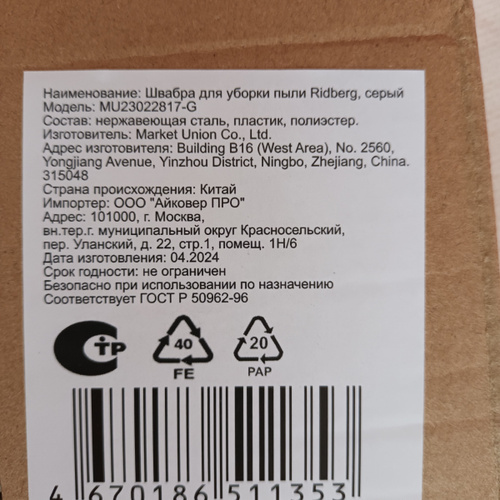 Наименование: Швабра для уборки пыли Ridberg, серый
Модель: MU23022817-G
Состав: нержавеющая сталь, пластик, полиэстер.
Изготовитель: Market Union Co., Ltd.
Адрес изготовителя: Building B16 (West Area), No. 2560,
Yongjiang Avenue, Yinzhou District, Ningbo, Zhejiang, China.
315048
Страна происхождения: Китай
Импортер: ООО "Айковер ПРО"
Адрес: 101000, г. Москва,
вн.тер.г. муниципальный округ Красносельский,
пер. Уланский, д. 22, стр.1, помещ. 1Н/6
Дата изготовления: 04.2024
Срок годности: не ограничен
Безопасно при использовании по назначению
Соответствует ГОСТ Р 50962-96
СТР
40
FE
20
PAP
4 670186 511353